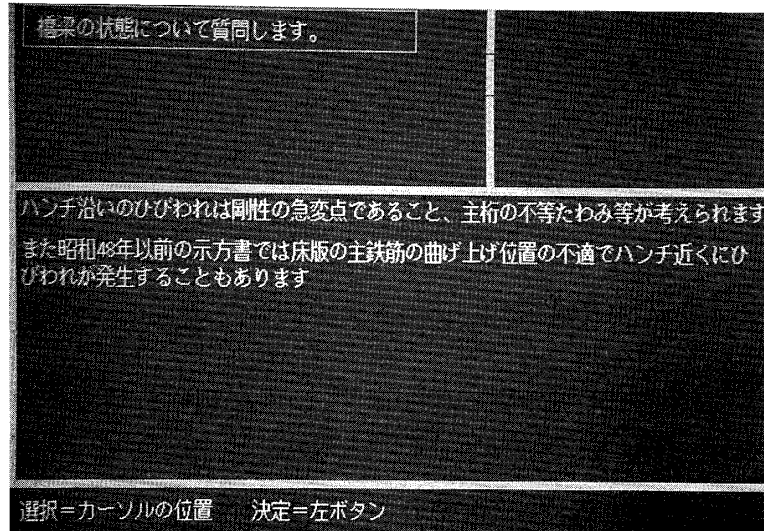 橋梁の状態について質問します。
ハンチ沿いのひびわれは剛性の急変点であること、主桁の不等たわみ等が考えられます
また昭和48年以前の示方書では床版の主鉄筋の曲げ上げ位置の不適でハンチ近くにひ
びわれが発生することもあります
選択=カーソルの位置　決定=左ボタン